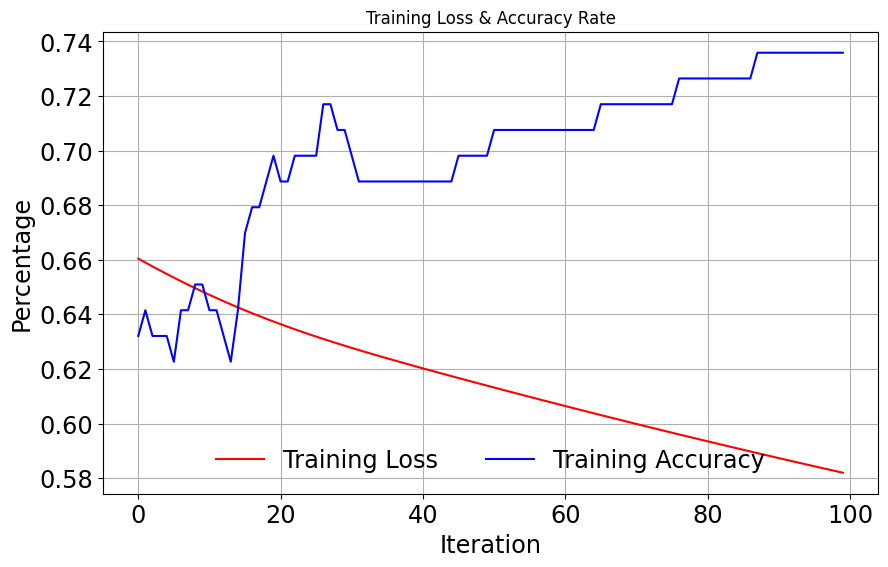 Training Loss & Accuracy Rate
Percentage
0.74
0.72
0.70
0.68
0.66
0.64
0.62
0.60
0.58
Training Loss Training Accuracy
0 20 40 60 80 100
Iteration